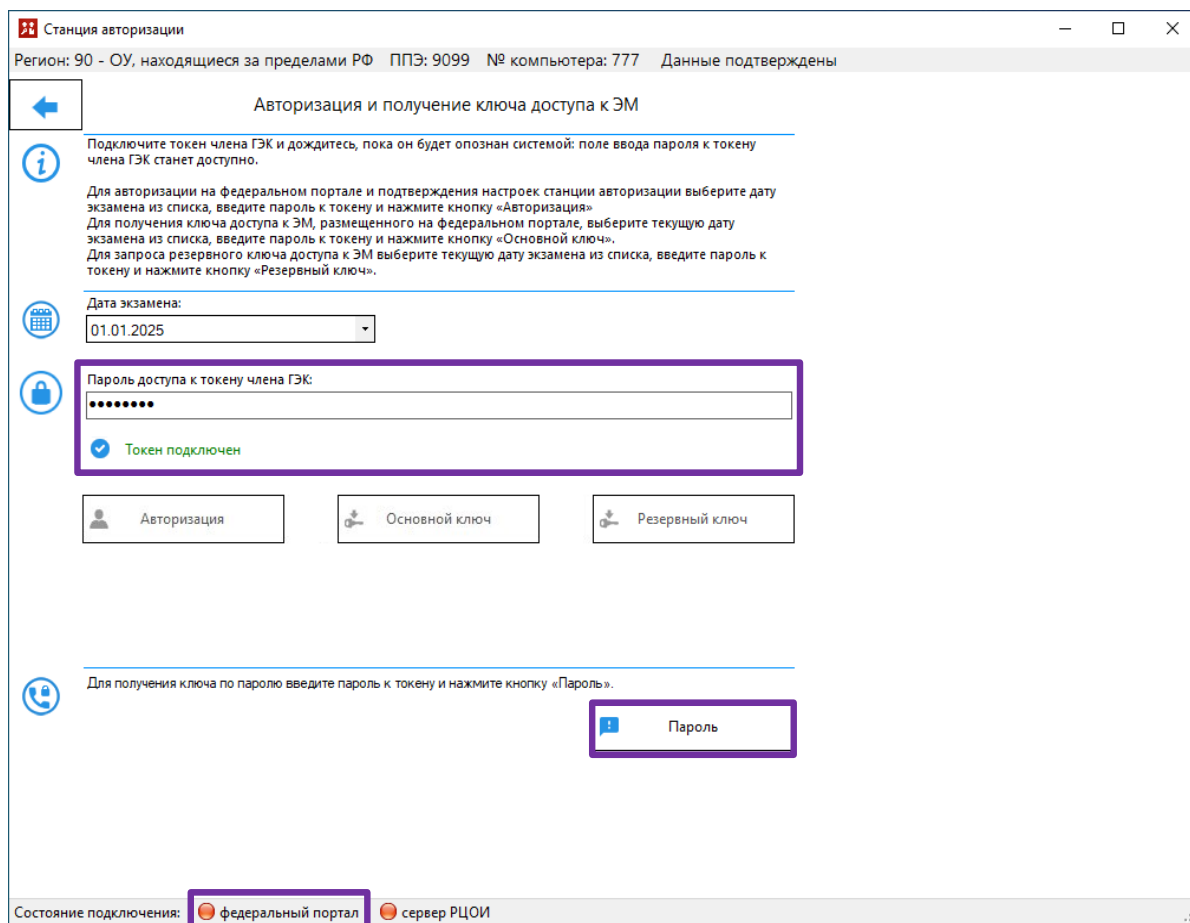 Станция авторизации
Регион: 90 - ОУ, находящиеся за пределами РФ ППЭ: 9099 № компьютера: 777 Данные подтверждены
Авторизация и получение ключа доступа к ЭМ
Подключите токен члена ГЭК и дождитесь, пока он будет опознан системой: поле ввода пароля к токену
члена ГЭК станет доступно.
Для авторизации на федеральном портале и подтверждения настроек станции авторизации выберите дату
экзамена из списка, введите пароль к токену и нажмите кнопку «Авторизация»
Для получения ключа доступа к ЭМ, размещенного на федеральном портале, выберите текущую дату
экзамена из списка, введите пароль к токену и нажмите кнопку «Основной ключ».
Для запроса резервного ключа доступа к ЭМ выберите текущую дату экзамена из списка, введите пароль к
токену и нажмите кнопку «Резервный ключ».
Дата экзамена:
01.01.2025
Пароль доступа к токену члена ГЭК:
••••••••
Токен подключен
Авторизация Основной ключ Резервный ключ
Для получения ключа по паролю введите пароль к токену и нажмите кнопку «Пароль».
Пароль
Состояние подключения: федеральный портал сервер РЦОИ